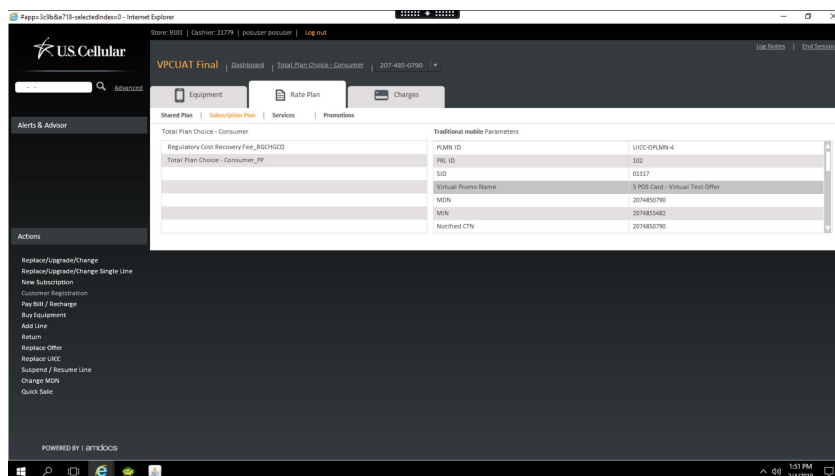 #app=3c9b&e718-selectedIndex=0 - Internet Explorer
Store: 9101 | Cashier: 21779 | posuser posuser | Log out
Log Notes | End Sessio
U.S. Cellular
VPCUAT Final | Dashboard | Total Plan Choice - Consumer | 207-485-0790
- - Advanced
Equipment Rate Plan Charges
Shared Plan | Subscription Plan | Services | Promotions
Alerts & Advisor
Total Plan Choice - Consumer Traditional mobile Parameters
Regulatory Cost Recovery Fee_RGCHGCD PLMN ID UICC-OPLMN-4
Total Plan Choice - Consumer_PP PRL ID 102
SID 01317
Virtual Promo Name 5 POS Card - Virtual Test Offer
MDN 2074850790
MIN 2074855482
Notified CTN 2074850790
Actions
Replace/Upgrade/Change
Replace/Upgrade/Change Single Line
New Subscription
Customer Registration
Pay Bill / Recharge
Buy Equipment
Add Line
Return
Replace Offer
Replace UICC
Suspend / Resume Line
Change MDN
Quick Sale
POWERED BY | amdocs
1:51 PM